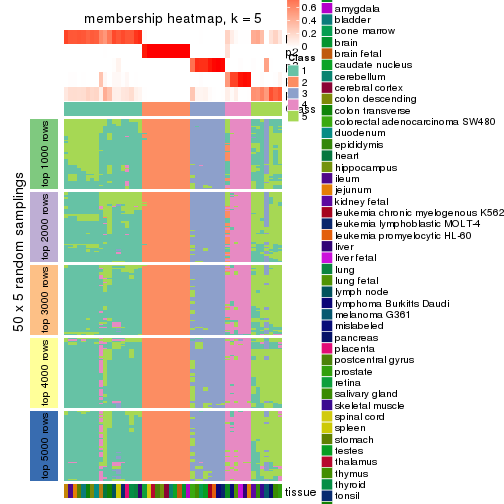 membership heatmap, k = 5
50 x 5 random samplings
top 1000 rows
top 2000 rows
top 3000 rows
top 4000 rows
top 5000 rows
0.6
0.4
0.2
0
Class
1
2
3
4
5
tissue
amygdala
bladder
bone marrow
brain
brain fetal
caudate nucleus
cerebellum
cerebral cortex
colon descending
colon transverse
colorectal adenocarcinoma SW480
duodenum
epididymis
heart
hippocampus
ileum
jejunum
kidney fetal
leukemia chronic myelogenous K562
leukemia lymphoblastic MOLT-4
leukemia promyelocytic HL-60
liver
liver fetal
lung
lung fetal
lymph node
lymphoma Burkitts Daudi
melanoma G361
mislabeled
pancreas
placenta
postcentral gyrus
prostate
retina
salivary gland
skeletal muscle
spinal cord
spleen
stomach
testes
thalamus
thymus
thyroid
tonsil